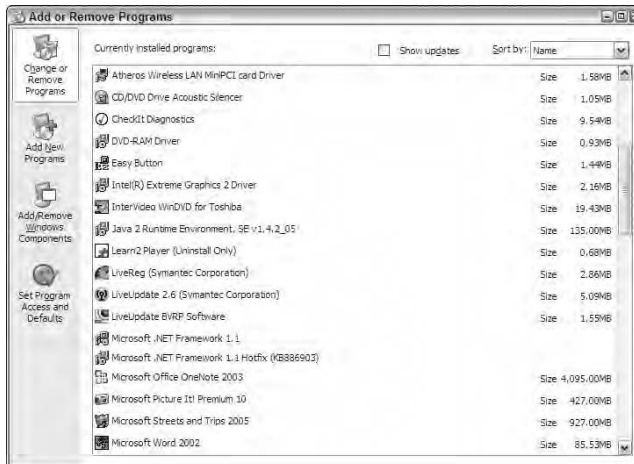 Add or Remove Programs
Change or
Remove
Programs
Add New
Programs
Add/Remove
Windows
Components
Set Program
Access and
Defaults
Currently installed programs:
Show updates
Sort by: Name
Atheros Wireless LAN MiniPCI card Driver Size 1.58MB
CD/DVD Drive Acoustic Silencer Size 1.05MB
CheckIt Diagnostics Size 9.54MB
DVD-RAM Driver Size 0.93MB
Easy Button Size 1.44MB
Intel(R) Extreme Graphics 2 Driver Size 2.16MB
InterVideo WinDVD for Toshiba Size 19.43MB
Java 2 Runtime Environment, SE v1.4.2_05 Size 135.00MB
Learn2 Player (Uninstall Only) Size 0.68MB
LiveReg (Symantec Corporation) Size 2.86MB
LiveUpdate 2.6 (Symantec Corporation) Size 5.09MB
LiveUpdate BVRP Software Size 1.55MB
Microsoft .NET Framework 1.1
Microsoft .NET Framework 1.1 Hotfix (KB886903)
Microsoft Office OneNote 2003 Size 4,095.00MB
Microsoft Picture It! Premium 10 Size 427.00MB
Microsoft Streets and Trips 2005 Size 927.00MB
Microsoft Word 2002 Size 85.53MB